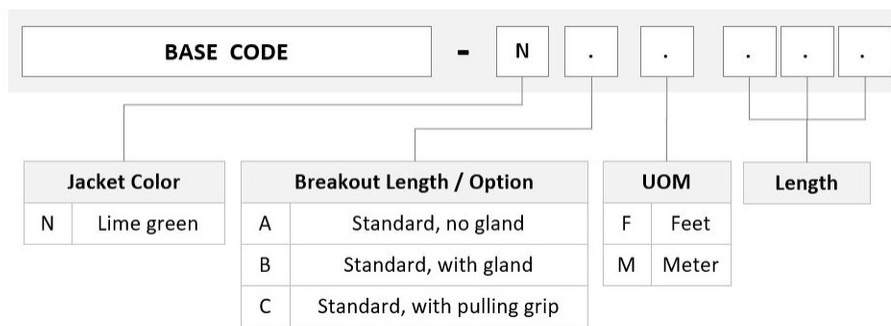 BASE CODE - N . . . . .
Jacket Color
N Lime green
Breakout Length / Option
A Standard, no gland
B Standard, with gland
C Standard, with pulling grip
UOM
F Feet
M Meter
Length